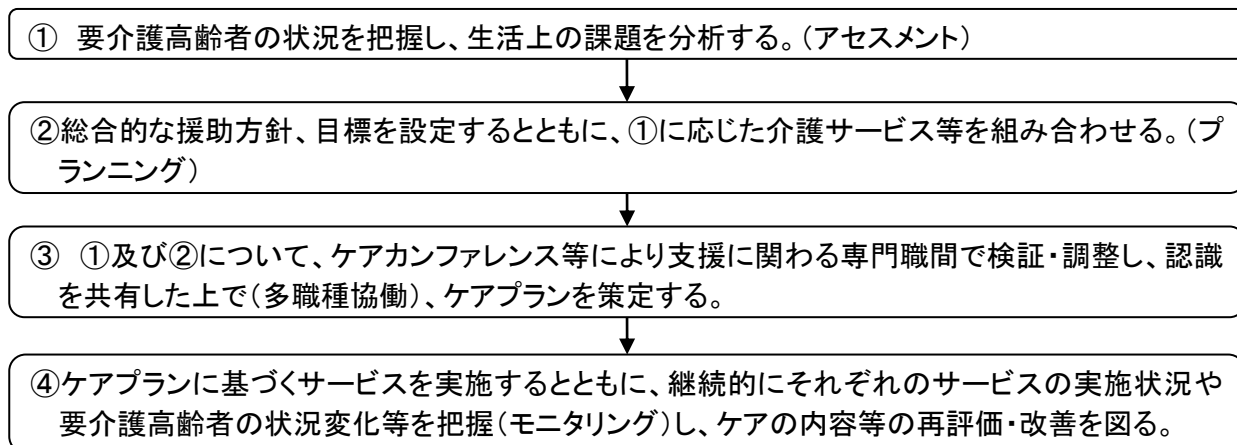 ① 要介護高齢者の状況を把握し、生活上の課題を分析する。(アセスメント)
②総合的な援助方針、目標を設定するとともに、①に応じた介護サービス等を組み合わせる。(プ
ランニング)
③ ①及び②について、ケアカンファレンス等により支援に関わる専門職間で検証・調整し、認識
を共有した上で(多職種協働)、ケアプランを策定する。
④ケアプランに基づくサービスを実施するとともに、継続的にそれぞれのサービスの実施状況や
要介護高齢者の状況変化等を把握(モニタリング)し、ケアの内容等の再評価・改善を図る。